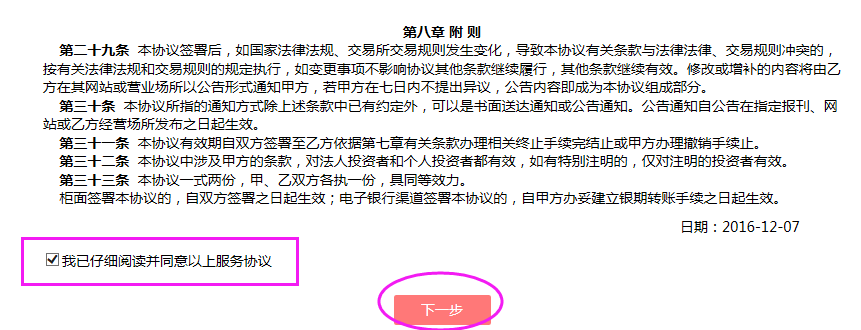 第八章 附 则
第二十九条 本协议签署后，如国家法律法规、交易所交易规则发生变化，导致本协议有关条款与法律法律、交易规则冲突的，
按有关法律法规和交易规则的规定执行，如变更事项不影响协议其他条款继续履行，其他条款继续有效。修改或增补的内容将由乙
方在其网站或营业场所以公告形式通知甲方，若甲方在七日内不提出异议，公告内容即成为本协议组成部分。
第三十条 本协议所指的通知方式除上述条款中已有约定外，可以是书面送达通知或公告通知。公告通知自公告在指定报刊、网
站或乙方经营场所发布之日起生效。
第三十一条 本协议有效期自双方签署至乙方依据第七章有关条款办理相关终止手续完结止或甲方办理撤销手续止。
第三十二条 本协议中涉及甲方的条款，对法人投资者和个人投资者都有效，如有特别注明的，仅对注明的投资者有效。
第三十三条 本协议一式两份，甲、乙双方各执一份，具同等效力。
柜面签署本协议的，自双方签署之日起生效；电子银行渠道签署本协议的，自甲方办妥建立银期转账手续之日起生效。
日期：2016-12-07
我已仔细阅读并同意以上服务协议
下一步